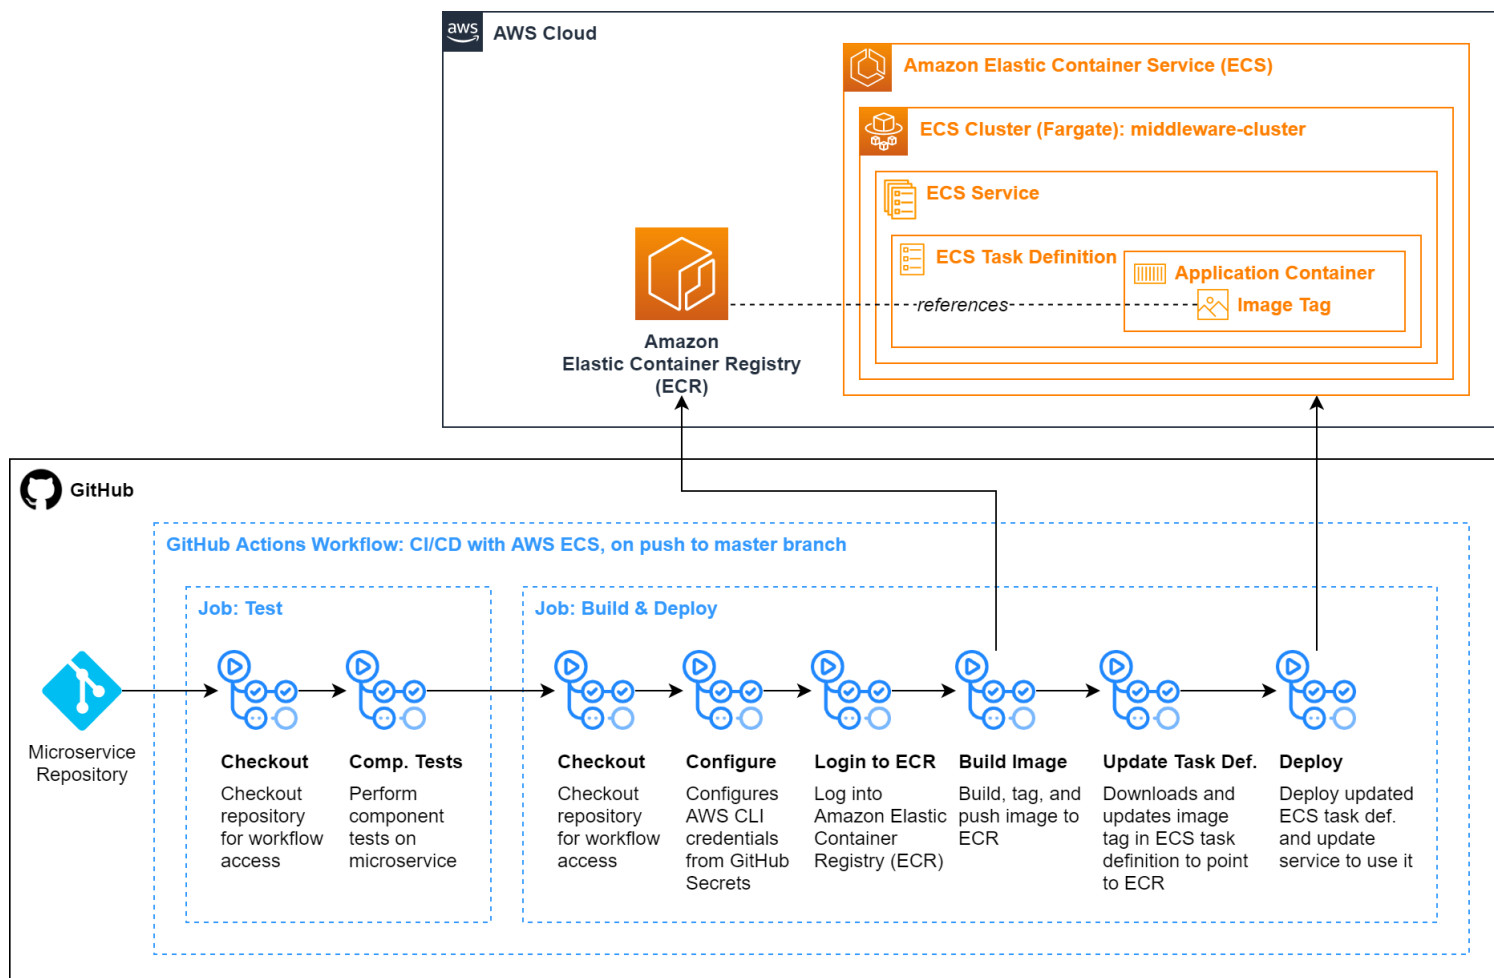 aws
AWS Cloud
Amazon Elastic Container Service (ECS)
ECS Cluster (Fargate): middleware-cluster
ECS Service
ECS Task Definition
Application Container
references
Image Tag
Amazon
Elastic Container Registry
(ECR)
GitHub
GitHub Actions Workflow: CI/CD with AWS ECS, on push to master branch
Job: Test
Job: Build & Deploy
Microservice
Repository
Checkout
Checkout
repository
for workflow
access
Comp. Tests
Perform
component
tests on
microservice
Checkout
Checkout
repository
for workflow
access
Configure
Configures
AWS CLI
credentials
from GitHub
Secrets
Login to ECR
Log into
Amazon Elastic
Container
Registry (ECR)
Build Image
Build, tag, and
push image to
ECR
Update Task Def.
Downloads and
updates image
tag in ECS task
definition to point
to ECR
Deploy
Deploy updated
ECS task def.
and update
service to use it